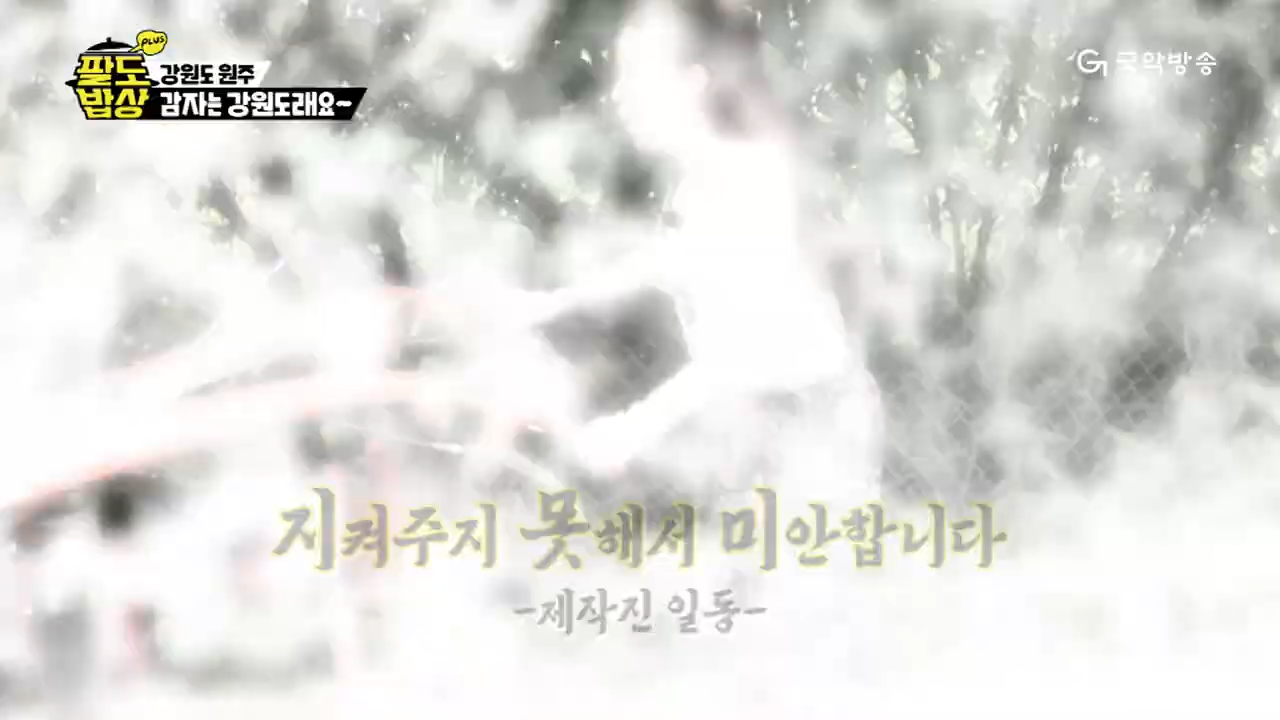 PLUS
팔도
밥상
강원도 원주
감자는 강원도래요~
국악방송
지켜주지 못해서 미안합니다
-제작진 일동-